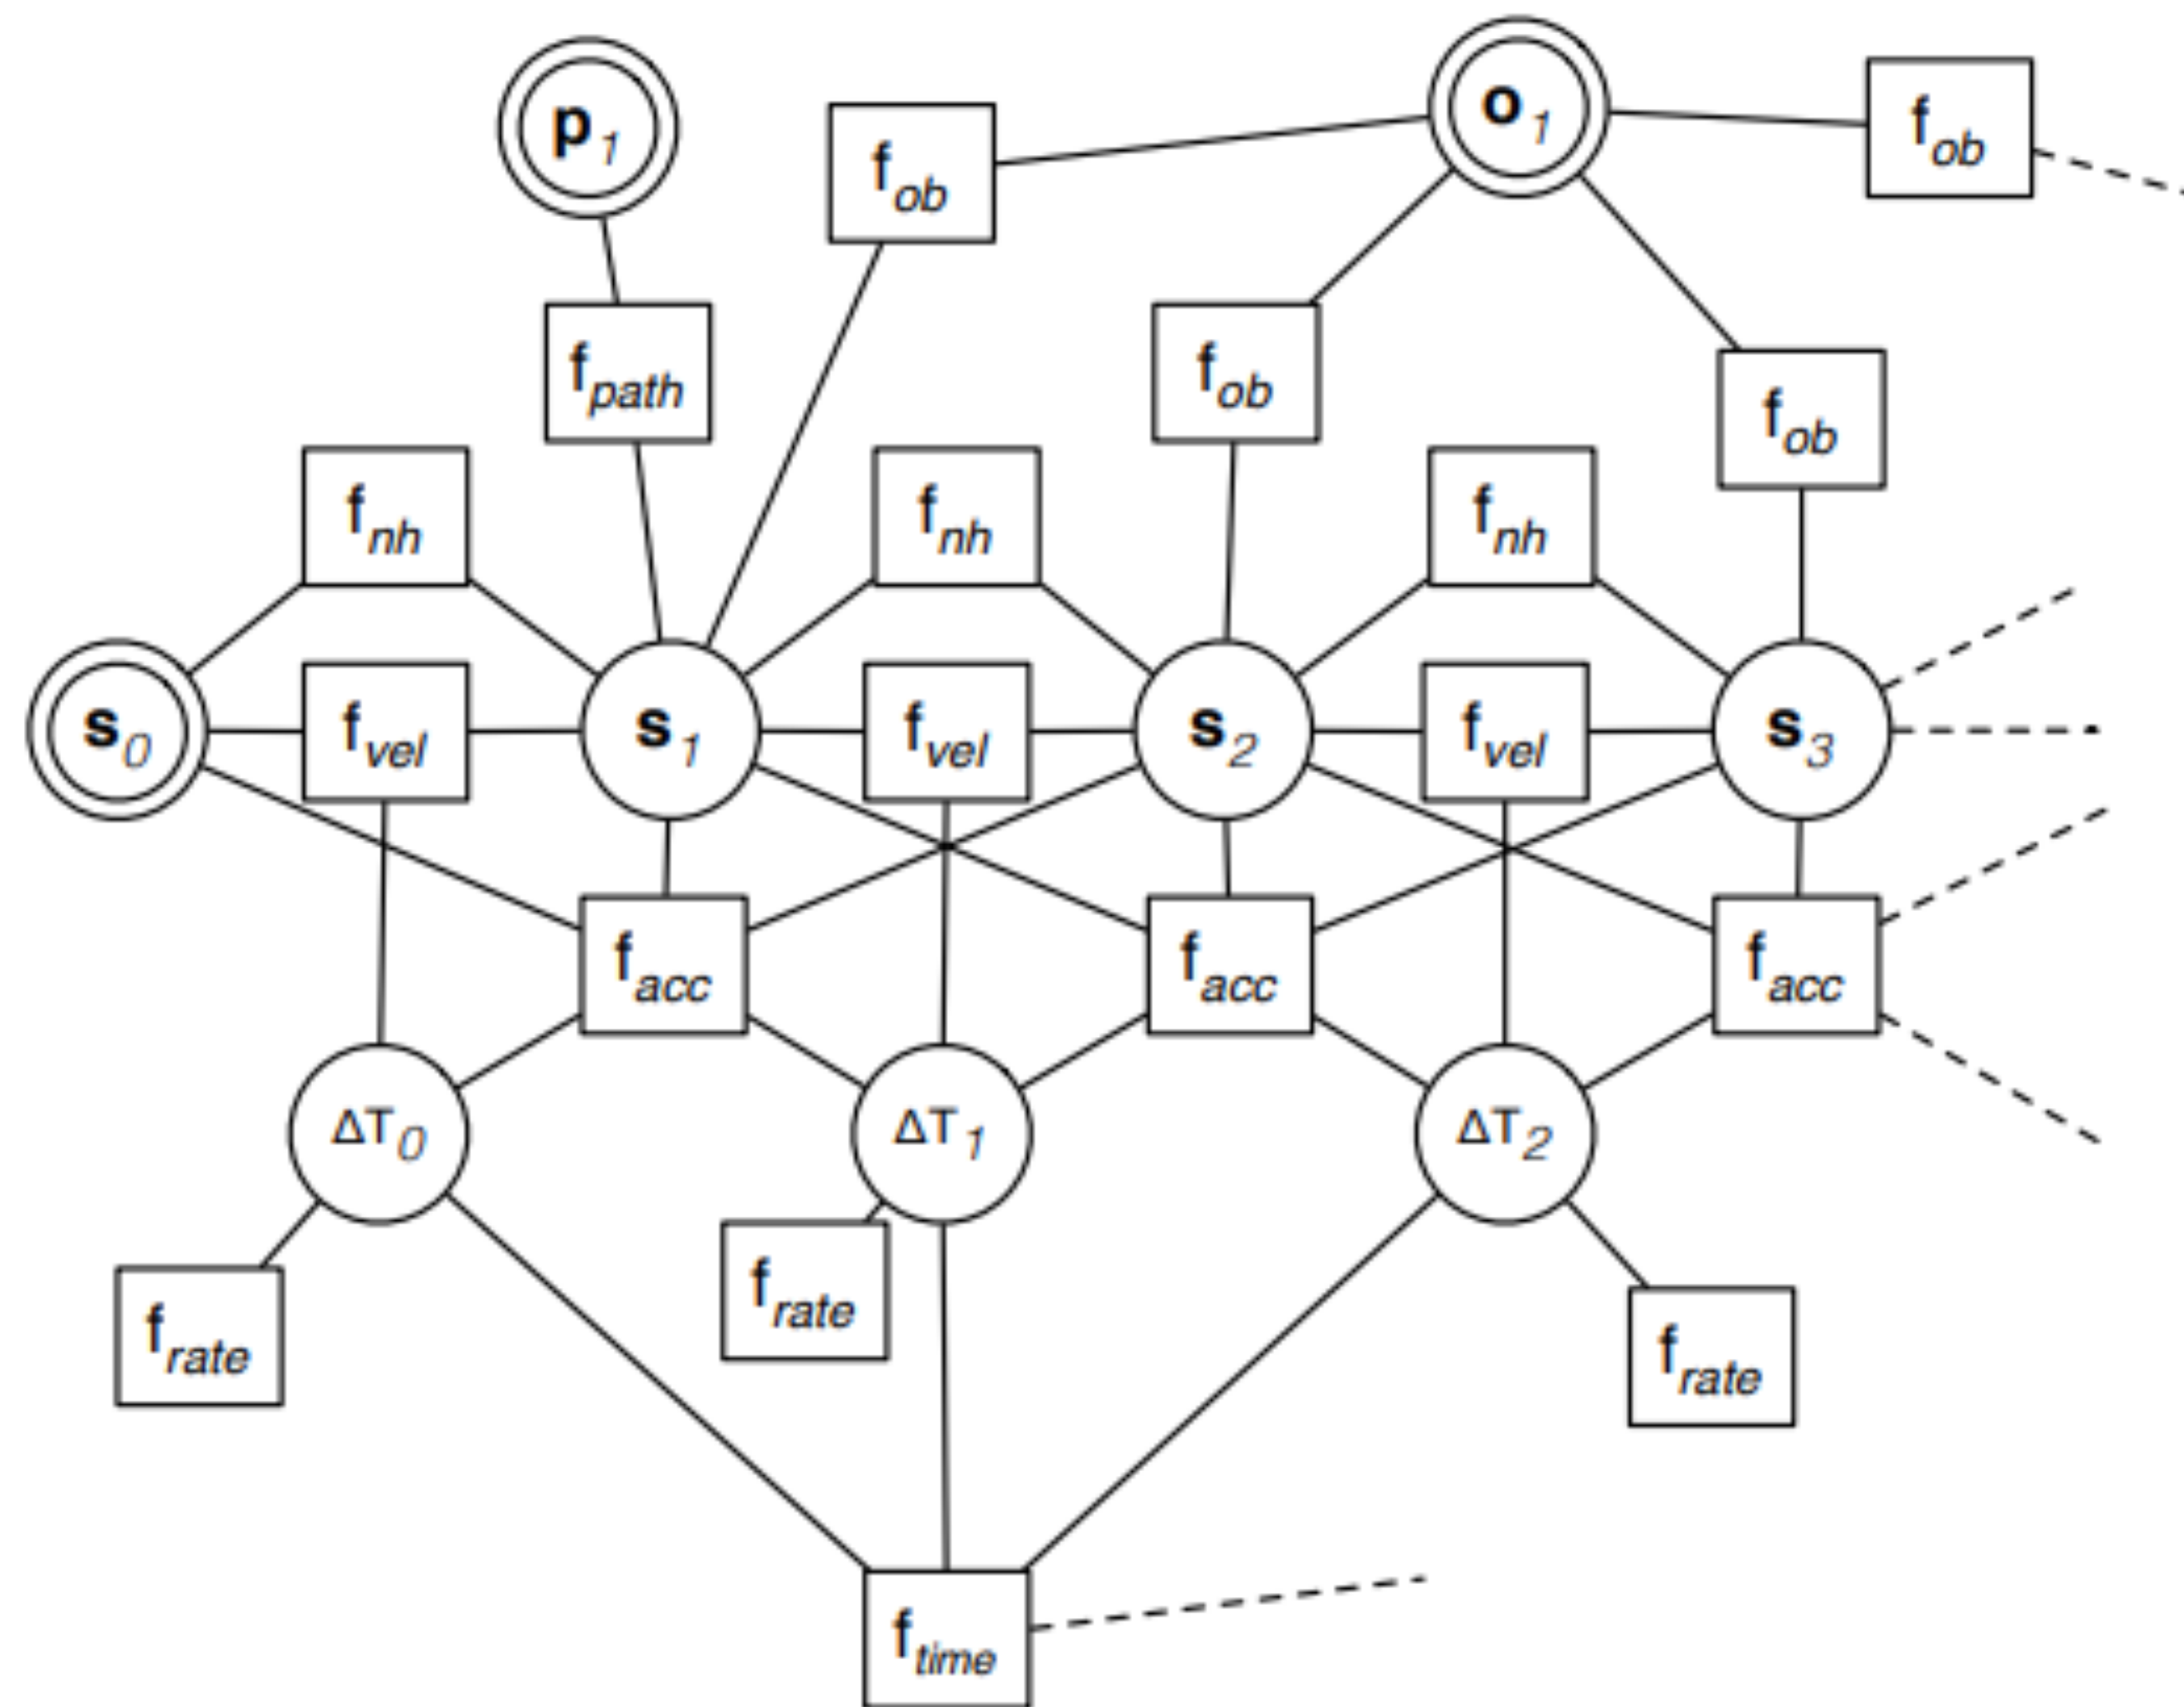 p1
o1
fob
fob
fpath
fob
fob
fnh
fnh
fnh
s0
fvel
s1
fvel
s2
fvel
s3
facc
facc
facc
ΔT0
ΔT1
ΔT2
frate
frate
frate
ftime